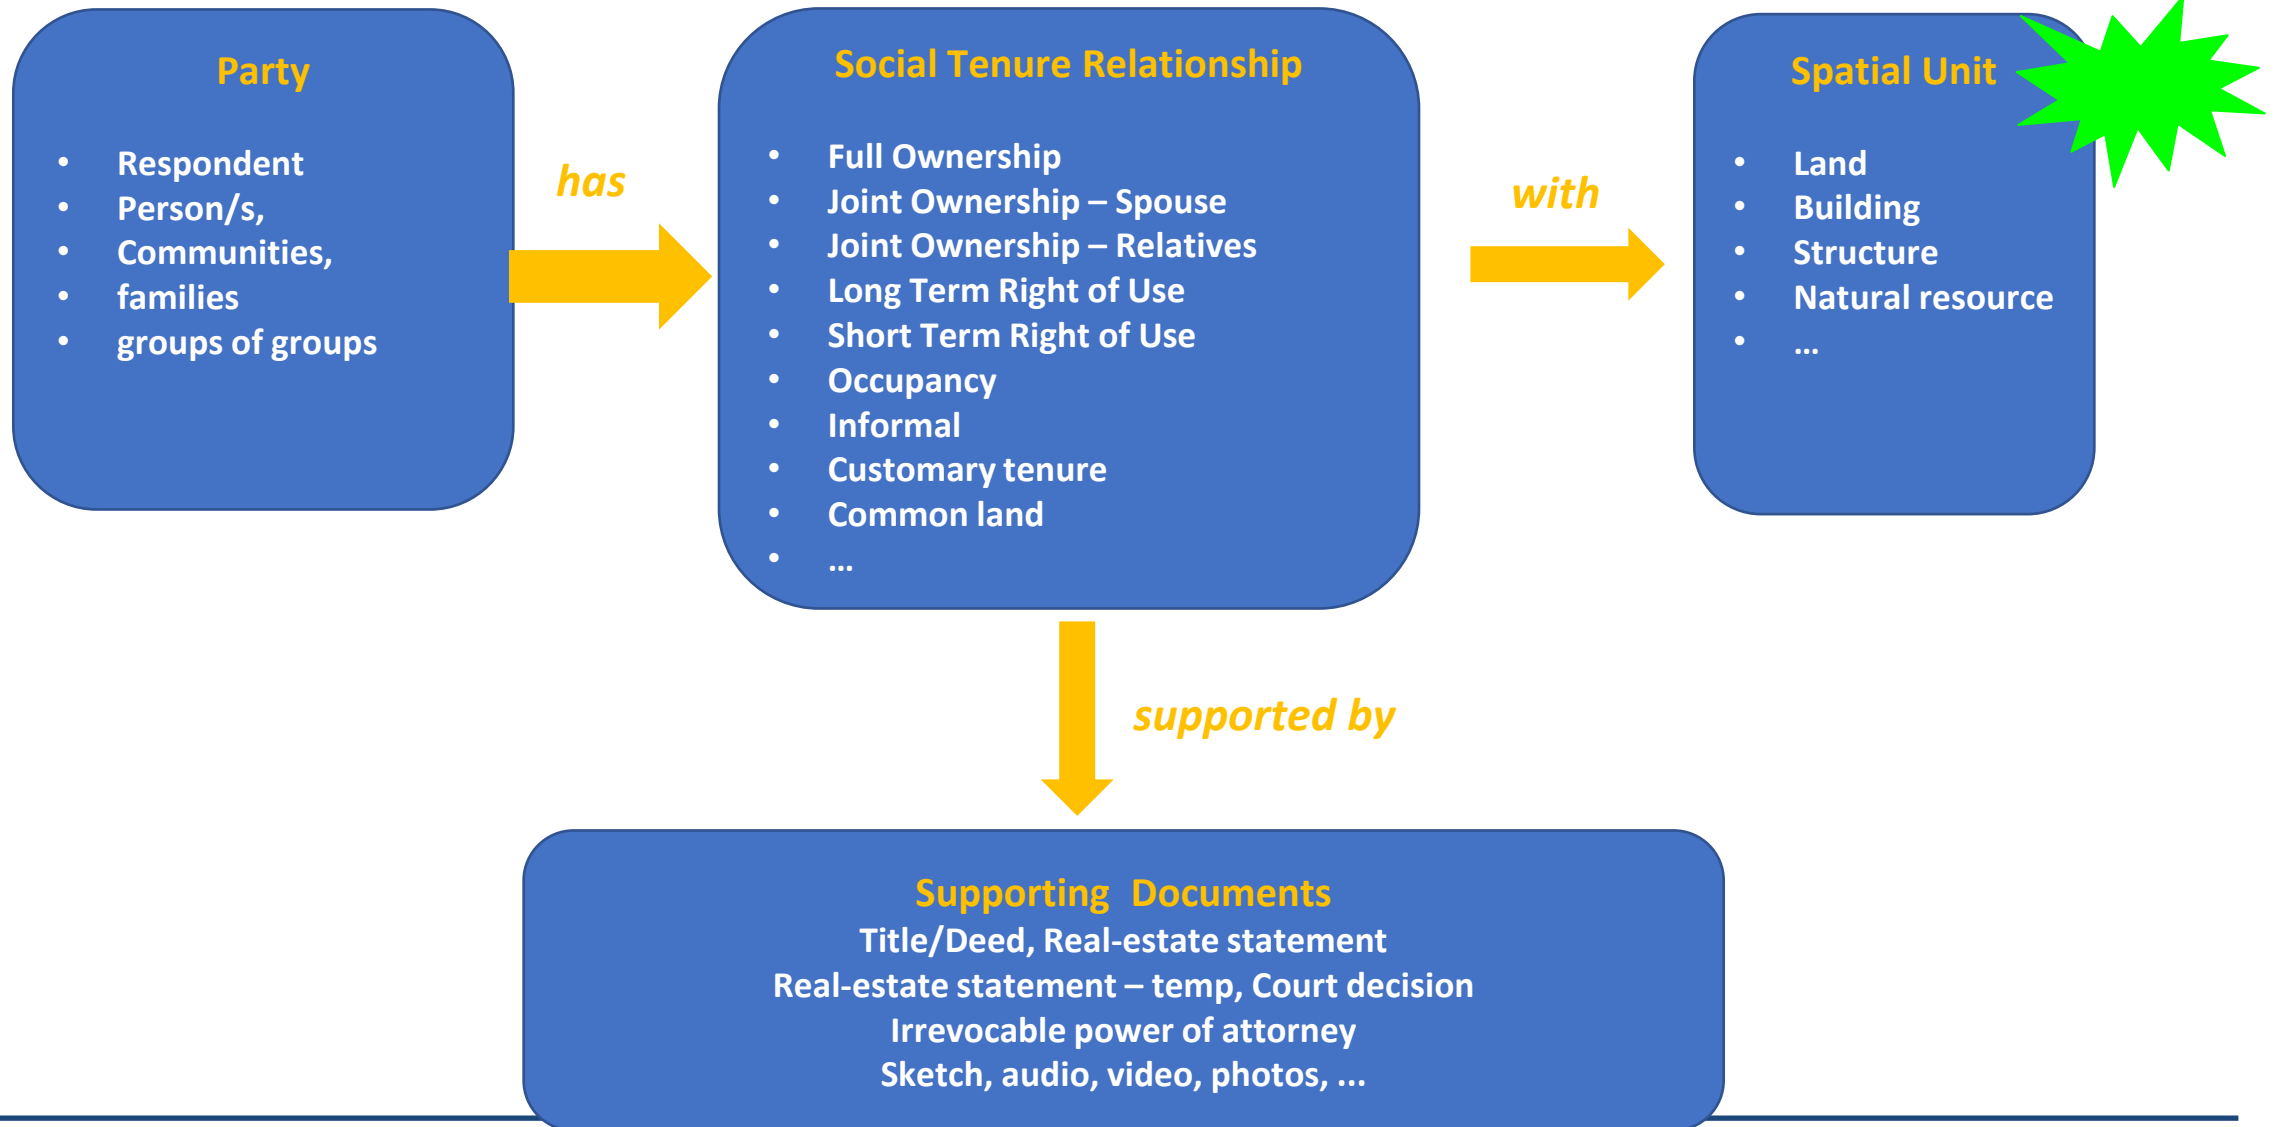 Party
• Respondent
• Person/s,
• Communities,
• families
• groups of groups
has
Social Tenure Relationship
• Full Ownership
• Joint Ownership – Spouse
• Joint Ownership – Relatives
• Long Term Right of Use
• Short Term Right of Use
• Occupancy
• Informal
• Customary tenure
• Common land
• …
with
Spatial Unit
• Land
• Building
• Structure
• Natural resource
• …
supported by
Supporting  Documents
Title/Deed, Real-estate statement
Real-estate statement – temp, Court decision
Irrevocable power of attorney
Sketch, audio, video, photos, ...